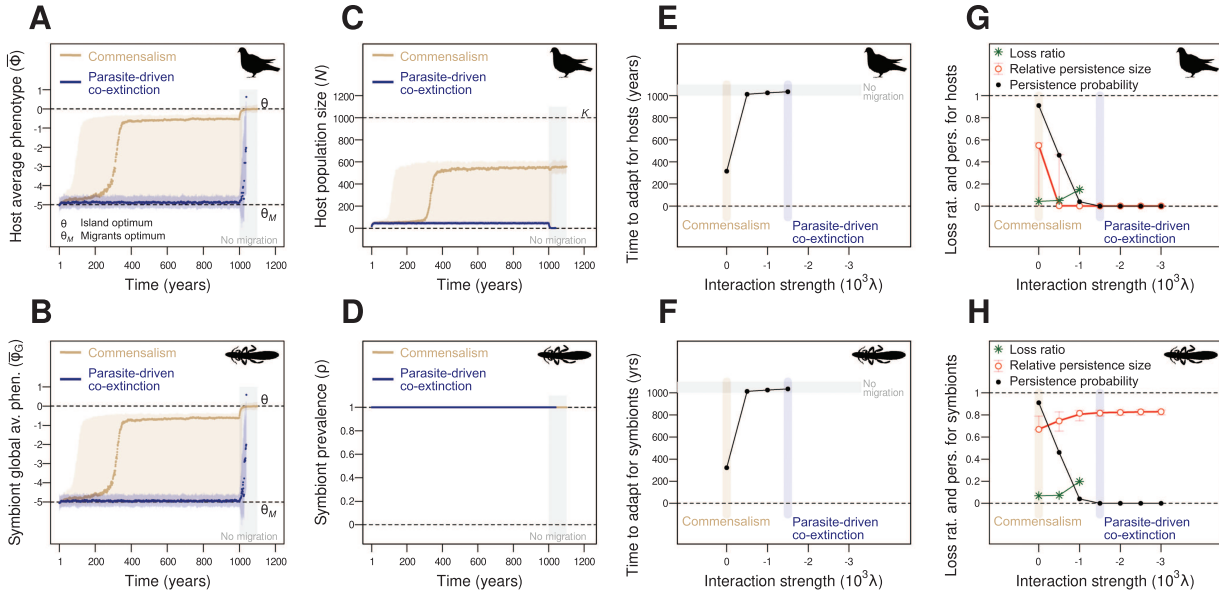 A
Commensalism
Parasite-driven
co-extinction
Host average phenotype (Φ̅)
1
0
-1
-2
-3
-4
-5
θ
θM
θ Island optimum
θM Migrants optimum
No migration
1 200 400 600 800 1000 1200
Time (years)
C
Commensalism
Parasite-driven
co-extinction
Host population size (N)
1200
1000
800
600
400
200
0
K
1 200 400 600 800 1000 1200
Time (years)
E
Time to adapt for hosts (years)
1000
800
600
400
200
0
No
migration
Commensalism
Parasite-driven
co-extinction
0 -1 -2 -3
Interaction strength (10³λ)
G
Loss ratio
Relative persistence size
Persistence probability
Loss rat. and pers. for hosts
1
0.8
0.6
0.4
0.2
0
Commensalism
Parasite-driven
co-extinction
0 -1 -2 -3
Interaction strength (10³λ)
B
Commensalism
Parasite-driven
co-extinction
Symbiont global av. phen. (φ̅G)
1
0
-1
-2
-3
-4
-5
θ
θM
No migration
1 200 400 600 800 1000 1200
Time (years)
D
Commensalism
Parasite-driven
co-extinction
Symbiont prevalence (ρ)
1
0.8
0.6
0.4
0.2
0
1 200 400 600 800 1000 1200
Time (years)
F
Time to adapt for symbionts (yrs)
1000
800
600
400
200
0
No
migration
Commensalism
Parasite-driven
co-extinction
0 -1 -2 -3
Interaction strength (10³λ)
H
Loss ratio
Relative persistence size
Persistence probability
Loss rat. and pers. for symbionts
1
0.8
0.6
0.4
0.2
0
Commensalism
Parasite-driven
co-extinction
0 -1 -2 -3
Interaction strength (10³λ)